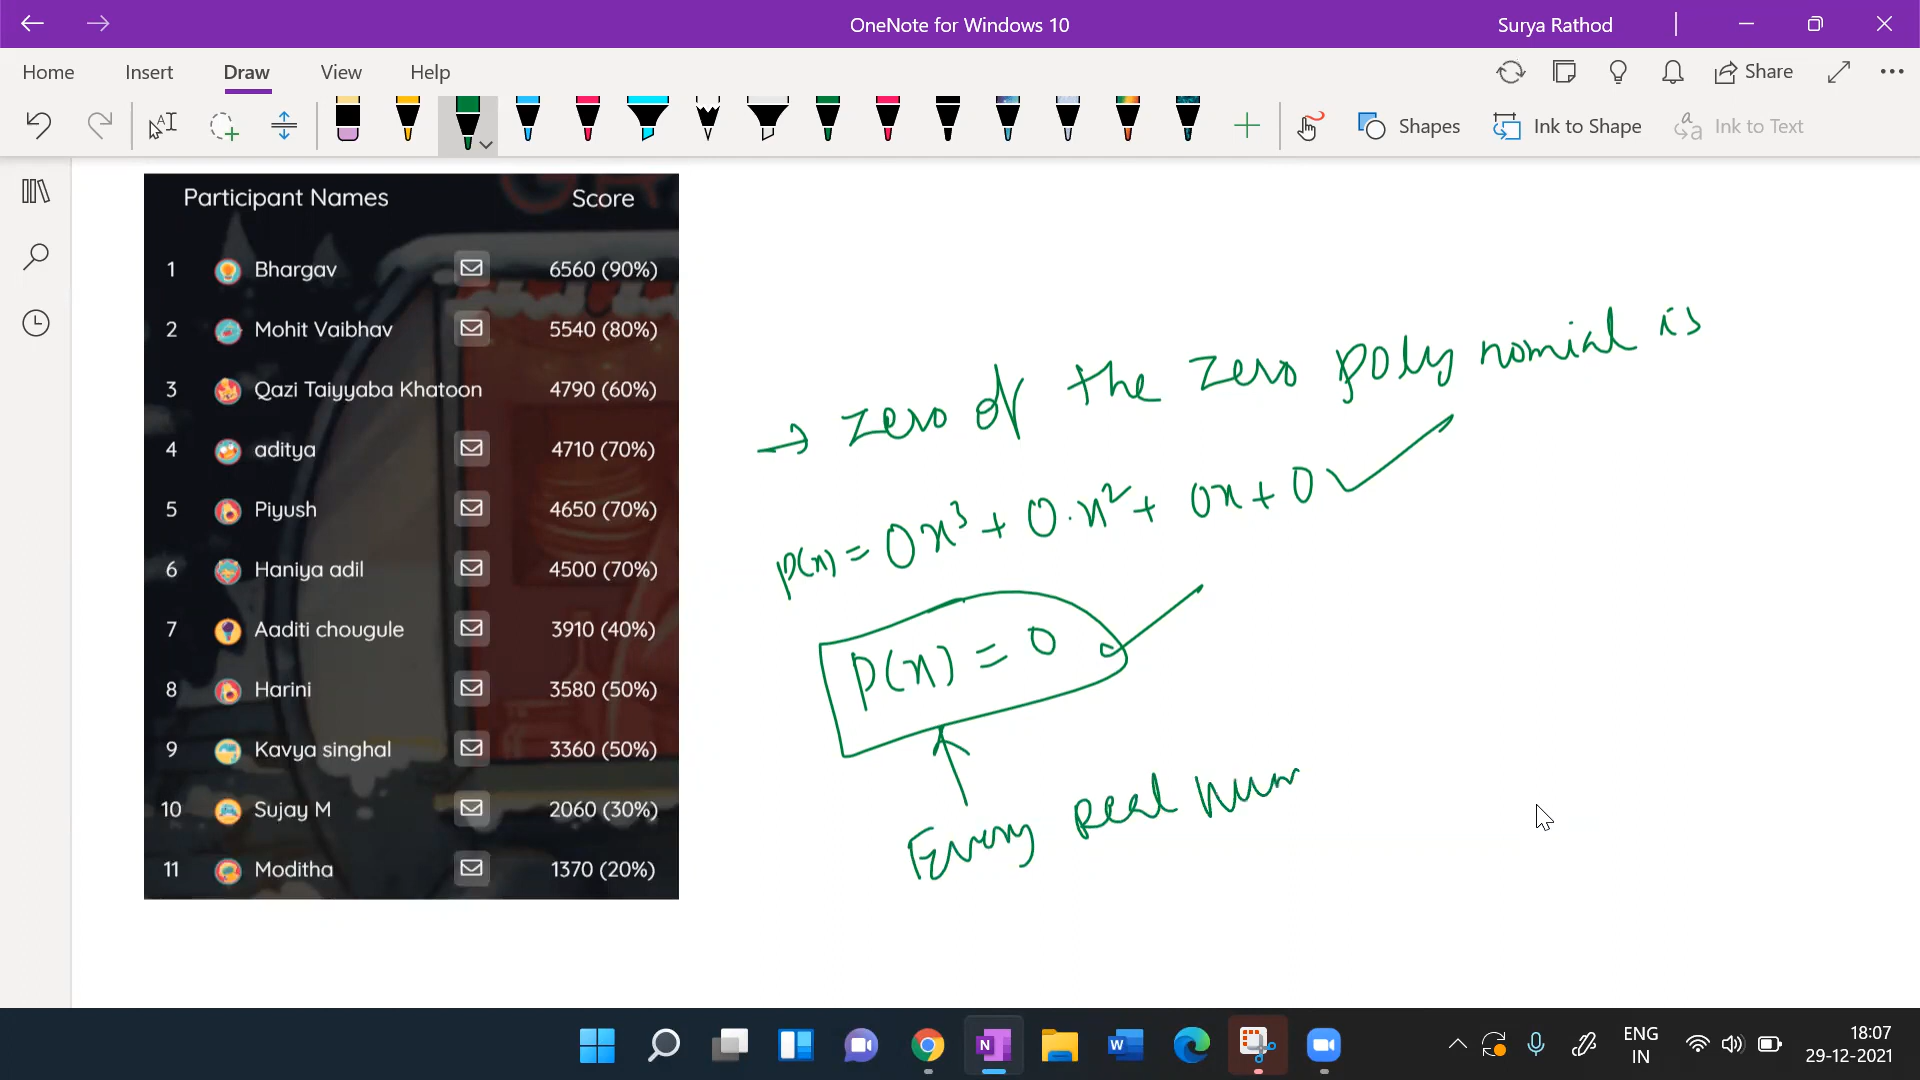 OneNote for Windows 10
Surya Rathod
Home Insert Draw View Help
Share
Shapes Ink to Shape Ink to Text
Participant Names Score
1 Bhargav 6560 (90%)
2 Mohit Vaibhav 5540 (80%)
3 Qazi Taiyyaba Khatoon 4790 (60%)
4 aditya 4710 (70%)
5 Piyush 4650 (70%)
6 Haniya adil 4500 (70%)
7 Aaditi chougule 3910 (40%)
8 Harini 3580 (50%)
9 Kavya singhal 3360 (50%)
10 Sujay M 2060 (30%)
11 Moditha 1370 (20%)
→ zero of the zero polynomial is
p(x) = 0x³ + 0·x² + 0x + 0
p(x) = 0
Every real num
ENG
IN
18:07
29-12-2021